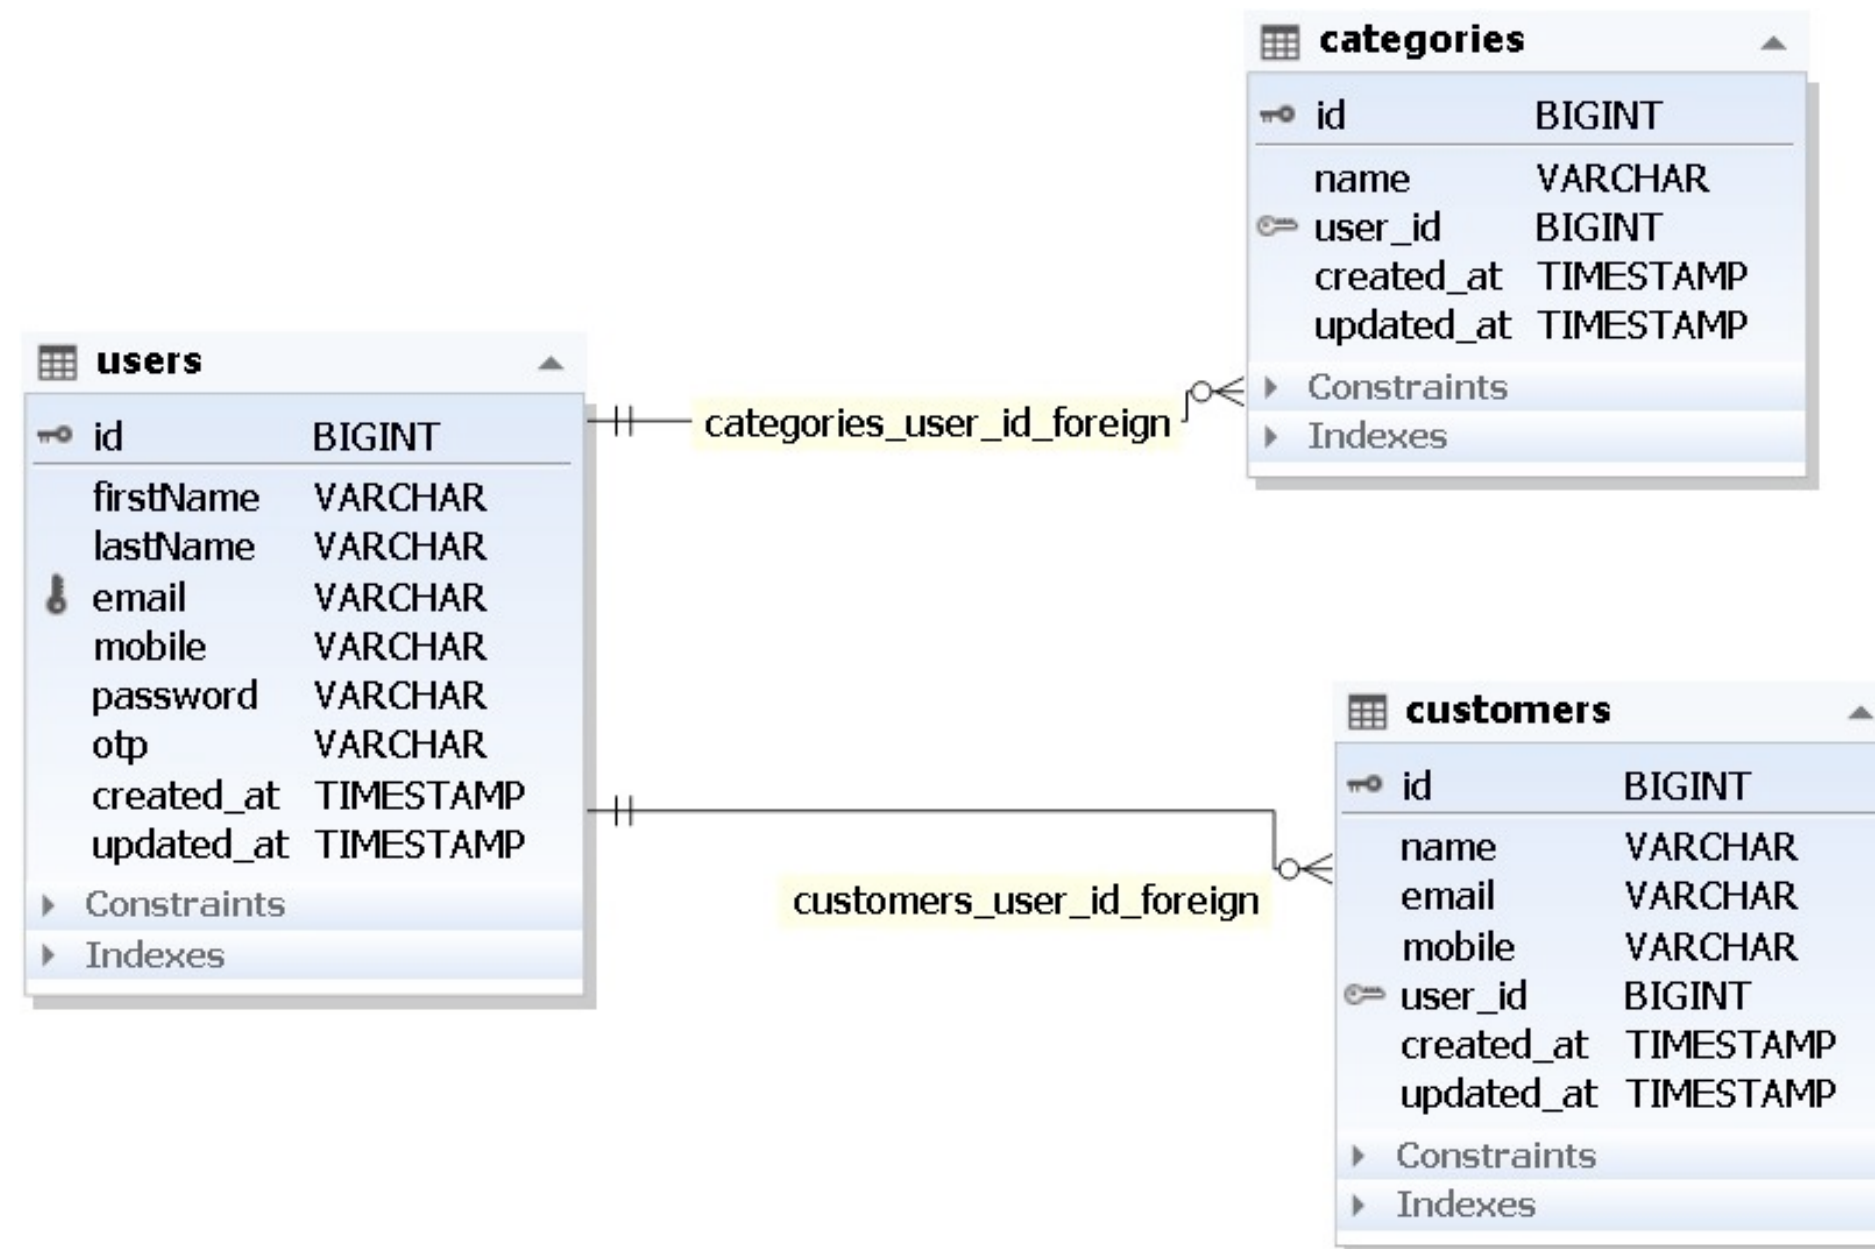 categories
id BIGINT
name VARCHAR
user_id BIGINT
created_at TIMESTAMP
updated_at TIMESTAMP
Constraints
Indexes
users
id BIGINT
firstName VARCHAR
lastName VARCHAR
email VARCHAR
mobile VARCHAR
password VARCHAR
otp VARCHAR
created_at TIMESTAMP
updated_at TIMESTAMP
Constraints
Indexes
categories_user_id_foreign
customers_user_id_foreign
customers
id BIGINT
name VARCHAR
email VARCHAR
mobile VARCHAR
user_id BIGINT
created_at TIMESTAMP
updated_at TIMESTAMP
Constraints
Indexes